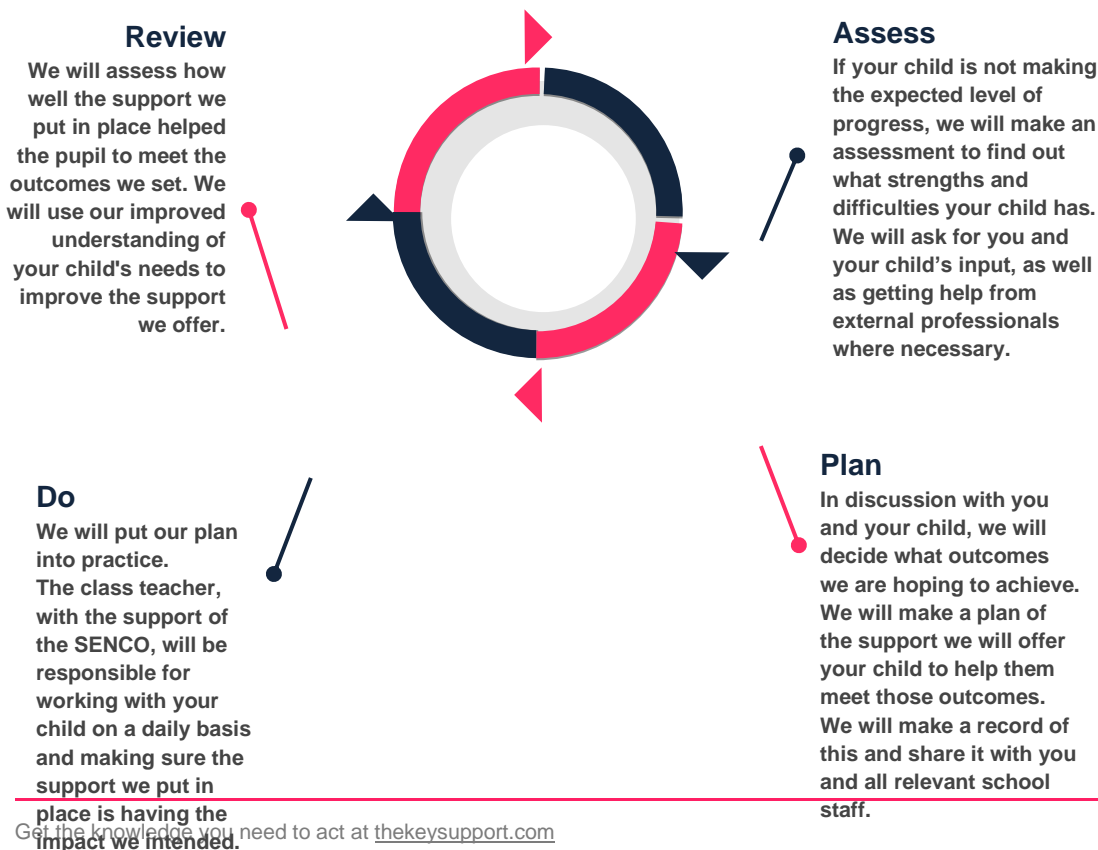 Review
We will assess how
well the support we
put in place helped
the pupil to meet the
outcomes we set. We
will use our improved
understanding of
your child's needs to
improve the support
we offer.
Assess
If your child is not making
the expected level of
progress, we will make an
assessment to find out
what strengths and
difficulties your child has.
We will ask for you and
your child’s input, as well
as getting help from
external professionals
where necessary.
Do
We will put our plan
into practice.
The class teacher,
with the support of
the SENCO, will be
responsible for
working with your
child on a daily basis
and making sure the
support we put in
place is having the
impact we intended.
Plan
In discussion with you
and your child, we will
decide what outcomes
we are hoping to achieve.
We will make a plan of
the support we will offer
your child to help them
meet those outcomes.
We will make a record of
this and share it with you
and all relevant school
staff.
Get the knowledge you need to act at thekeysupport.com